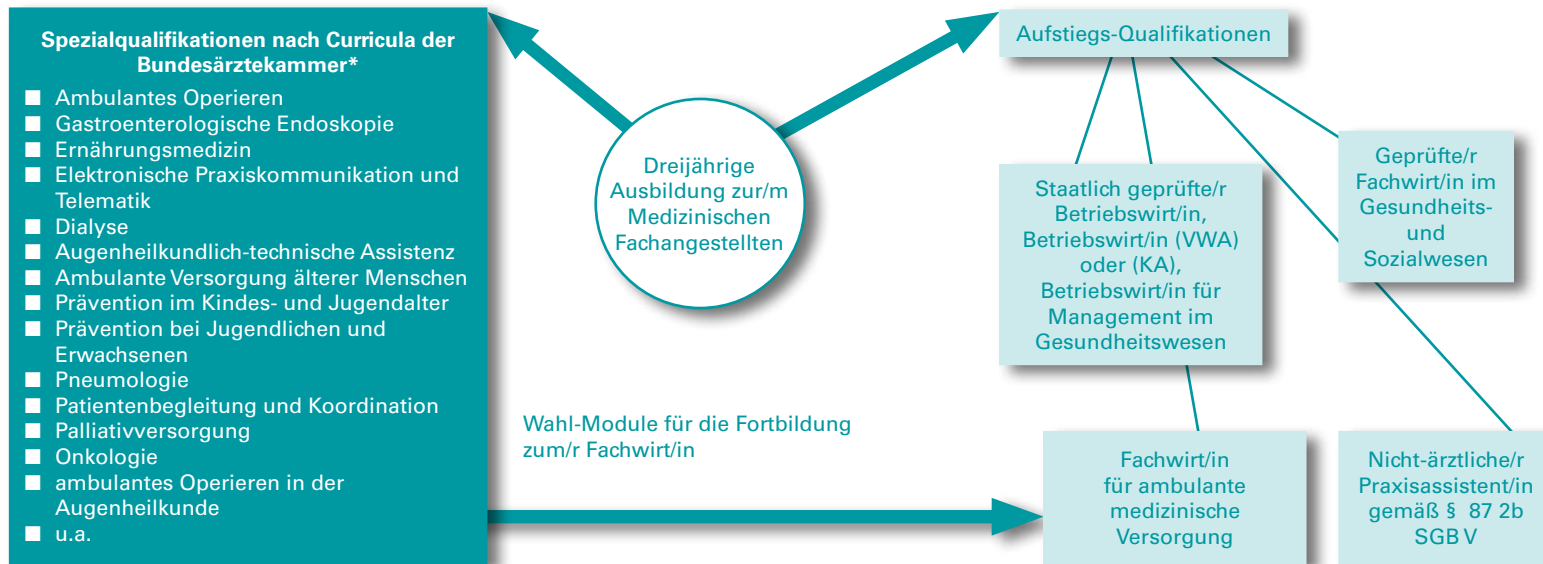 Spezialqualifikationen nach Curricula der
Bundesärztekammer*
■ Ambulantes Operieren
■ Gastroenterologische Endoskopie
■ Ernährungsmedizin
■ Elektronische Praxiskommunikation und
Telematik
■ Dialyse
■ Augenheilkundlich-technische Assistenz
■ Ambulante Versorgung älterer Menschen
■ Prävention im Kindes- und Jugendalter
■ Prävention bei Jugendlichen und
Erwachsenen
■ Pneumologie
■ Patientenbegleitung und Koordination
■ Palliativversorgung
■ Onkologie
■ ambulantes Operieren in der
Augenheilkunde
■ u.a.
Dreijährige
Ausbildung zur/m
Medizinischen
Fachangestellten
Wahl-Module für die Fortbildung
zum/r Fachwirt/in
Aufstiegs-Qualifikationen
Staatlich geprüfte/r
Betriebswirt/in,
Betriebswirt/in (VWA)
oder (KA),
Betriebswirt/in für
Management im
Gesundheitswesen
Geprüfte/r
Fachwirt/in im
Gesundheits-
und
Sozialwesen
Fachwirt/in
für ambulante
medizinische
Versorgung
Nicht-ärztliche/r
Praxisassistent/in
gemäß § 87 2b
SGB V